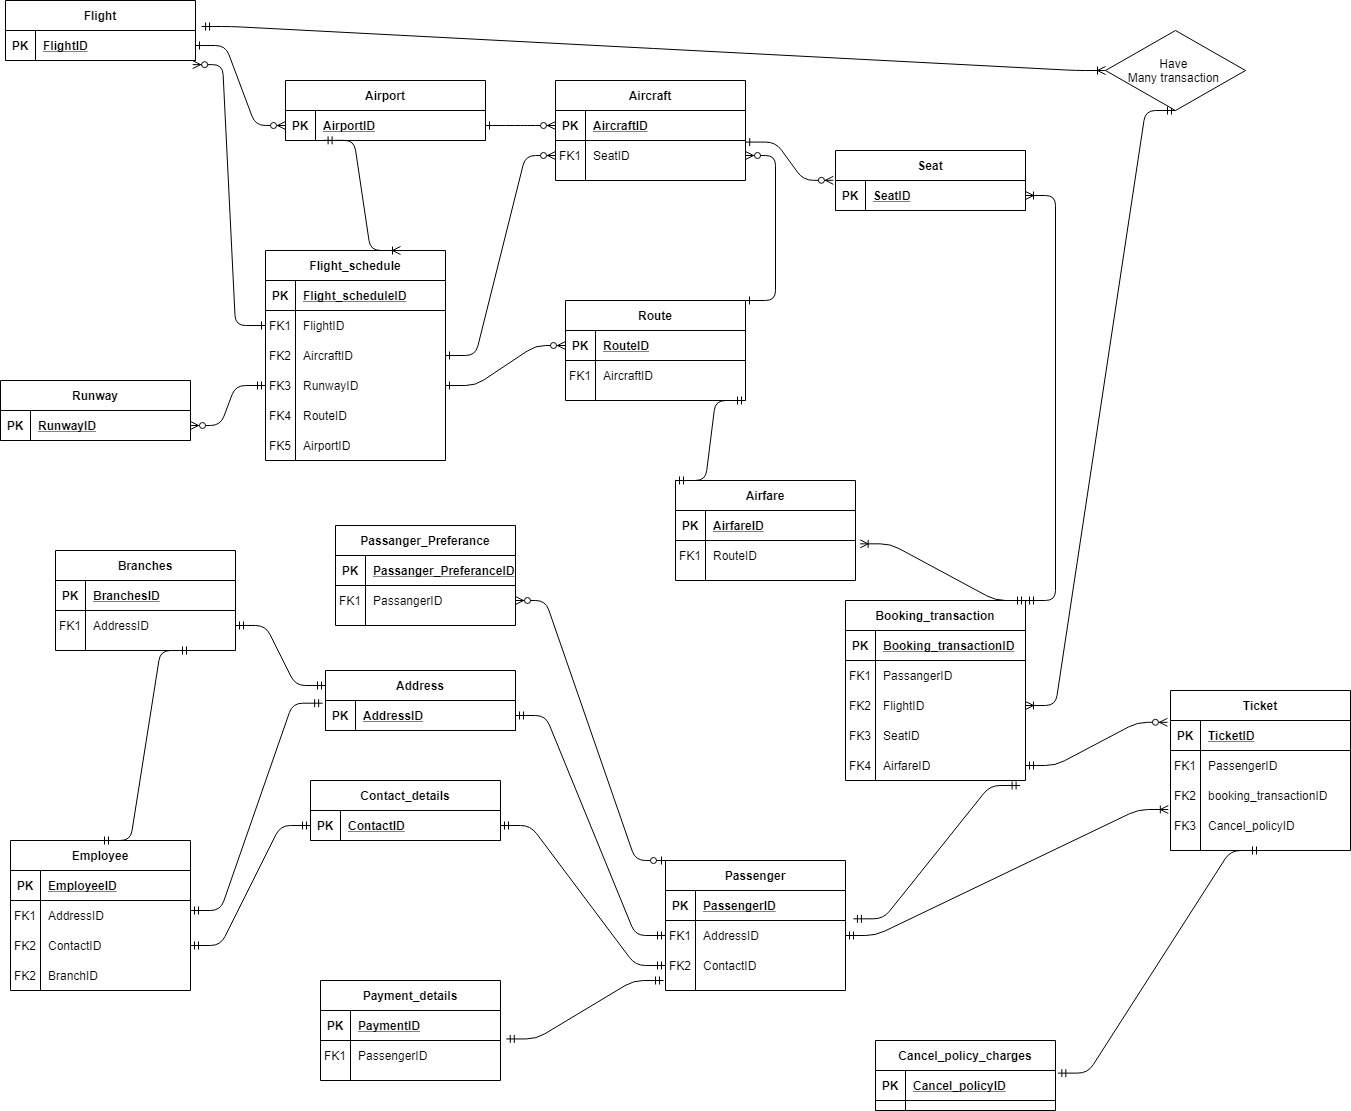 Flight
PK FlightID
Have
Many transaction
Airport
PK AirportID
Aircraft
PK AircraftID
FK1 SeatID
Seat
PK SeatID
Flight_schedule
PK Flight_scheduleID
FK1 FlightID
FK2 AircraftID
FK3 RunwayID
FK4 RouteID
FK5 AirportID
Route
PK RouteID
FK1 AircraftID
Runway
PK RunwayID
Airfare
PK AirfareID
FK1 RouteID
Passanger_Preferance
PK Passanger_PreferanceID
FK1 PassangerID
Branches
PK BranchesID
FK1 AddressID
Booking_transaction
PK Booking_transactionID
FK1 PassangerID
FK2 FlightID
FK3 SeatID
FK4 AirfareID
Address
PK AddressID
Ticket
PK TicketID
FK1 PassengerID
FK2 booking_transactionID
FK3 Cancel_policyID
Contact_details
PK ContactID
Employee
PK EmployeeID
FK1 AddressID
FK2 ContactID
FK2 BranchID
Passenger
PK PassengerID
FK1 AddressID
FK2 ContactID
Payment_details
PK PaymentID
FK1 PassengerID
Cancel_policy_charges
PK Cancel_policyID